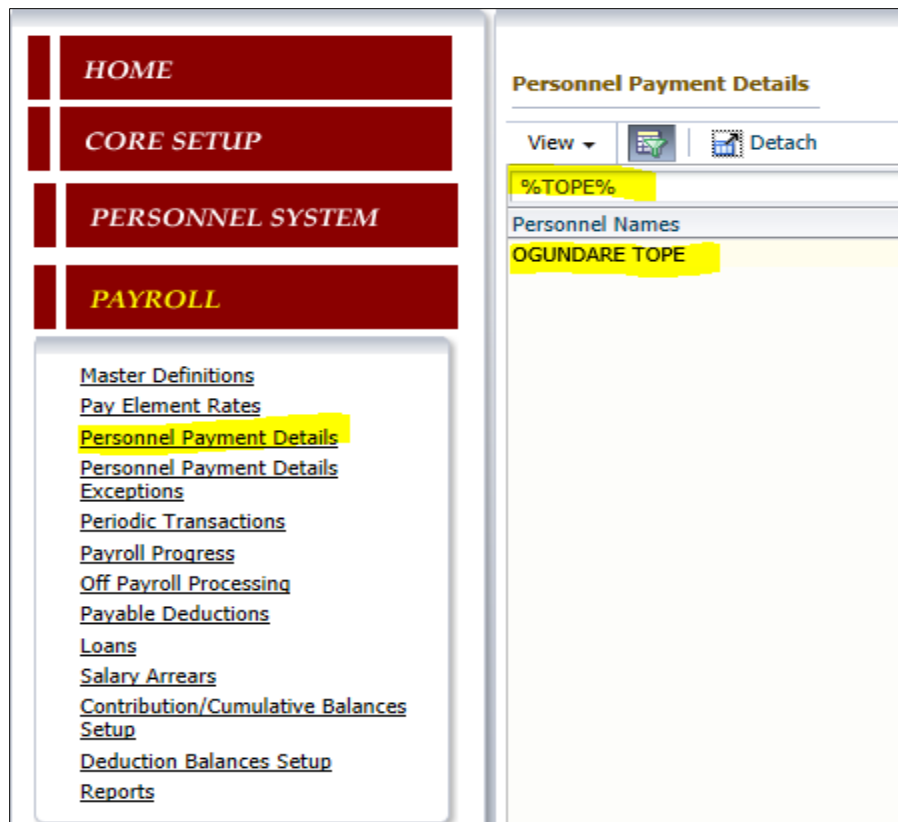 HOME
CORE SETUP
PERSONNEL SYSTEM
PAYROLL
Master Definitions
Pay Element Rates
Personnel Payment Details
Personnel Payment Details
Exceptions
Periodic Transactions
Payroll Progress
Off Payroll Processing
Payable Deductions
Loans
Salary Arrears
Contribution/Cumulative Balances
Setup
Deduction Balances Setup
Reports
Personnel Payment Details
View Detach
%TOPE%
Personnel Names
OGUNDARE TOPE